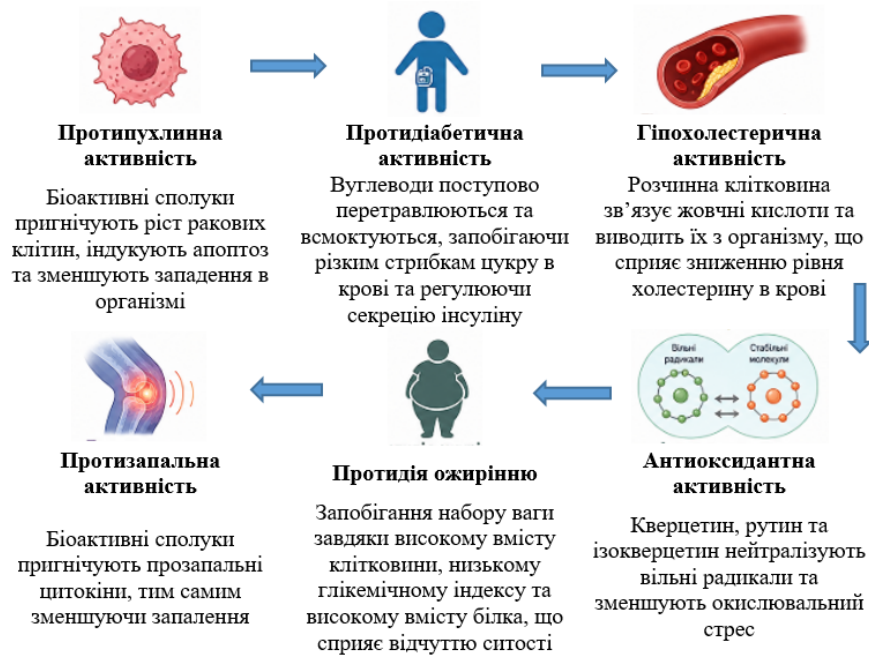 Протипухлинна
активність
Біоактивні сполуки
пригнічують ріст ракових
клітин, індукують апоптоз
та зменшують западення в
організмі
Протидіабетична
активність
Вуглеводи поступово
перетравлюються та
всмоктуються, запобігаючи
різким стрибкам цукру в
крові та регулюючи
секрецію інсуліну
Гіпохолестерична
активність
Розчинна клітковина
зв’язує жовчні кислоти та
виводить їх з організму, що
сприяє зниженню рівня
холестерину в крові
Вільні
радикали
Стабільні
молекули
Антиоксидантна
активність
Кверцетин, рутин та
ізокверцетин нейтралізують
вільні радикали та
зменшують окислювальний
стрес
Протидія ожирінню
Запобігання набору ваги
завдяки високому вмісту
клітковини, низькому
глікемічному індексу та
високому вмісту білка, що
сприяє відчуттю ситості
Протизапальна
активність
Біоактивні сполуки
пригнічують прозапальні
цитокіни, тим самим
зменшуючи запалення